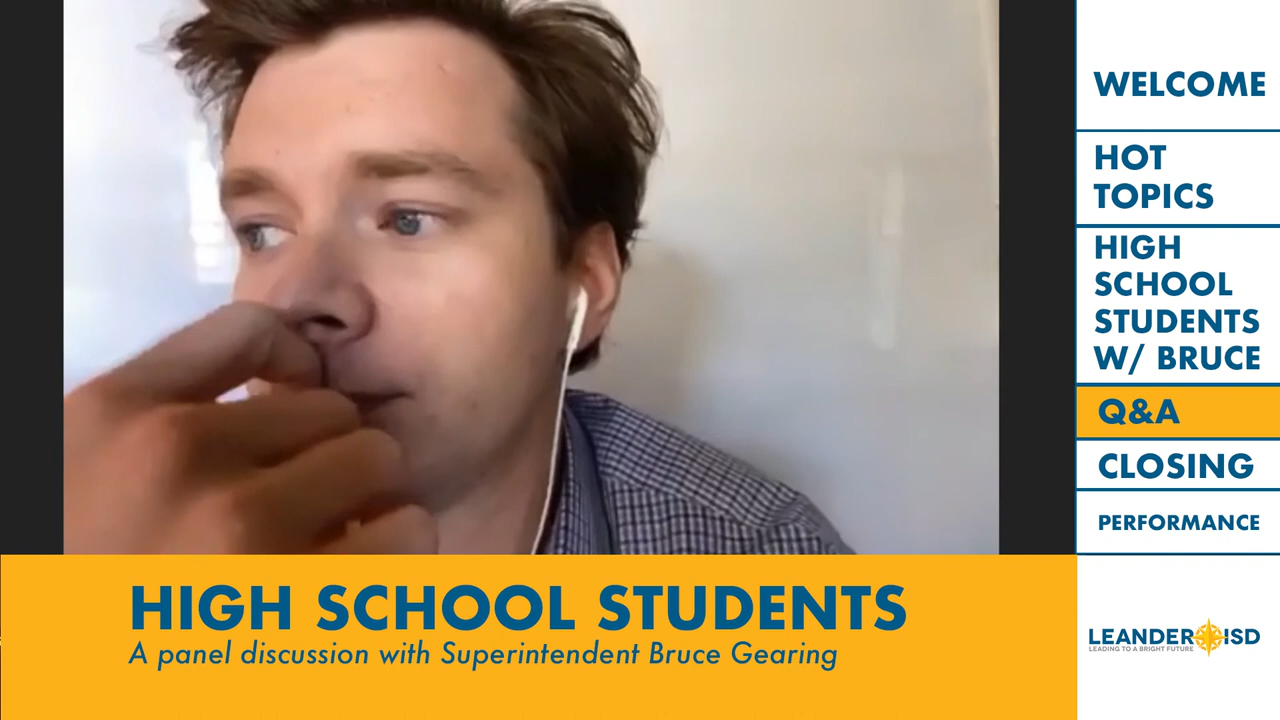 WELCOME
HOT
TOPICS
HIGH
SCHOOL
STUDENTS
W/ BRUCE
Q&A
CLOSING
PERFORMANCE
HIGH SCHOOL STUDENTS
A panel discussion with Superintendent Bruce Gearing
LEANDER ISD
LEADING TO A BRIGHT FUTURE